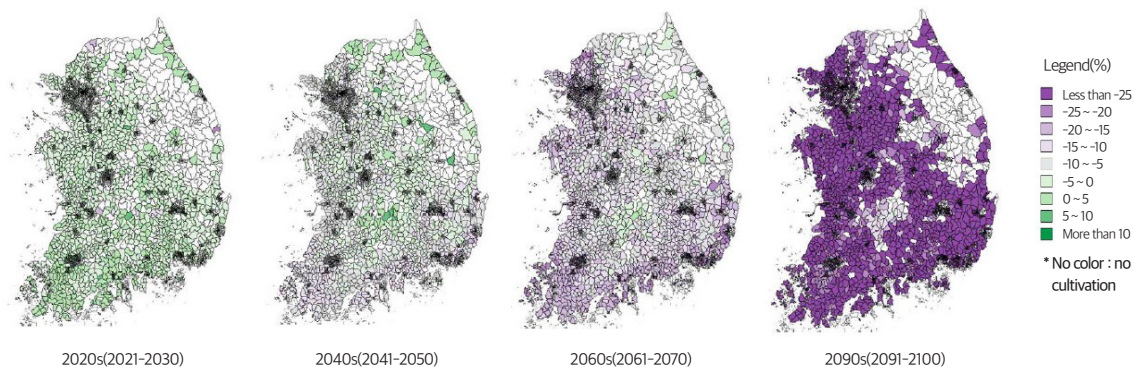 Legend(%)
Less than -25
-25 ~ -20
-20 ~ -15
-15 ~ -10
-10 ~ -5
-5 ~ 0
0 ~ 5
5 ~ 10
More than 10
* No color : no
cultivation
2020s(2021-2030)
2040s(2041-2050)
2060s(2061-2070)
2090s(2091-2100)